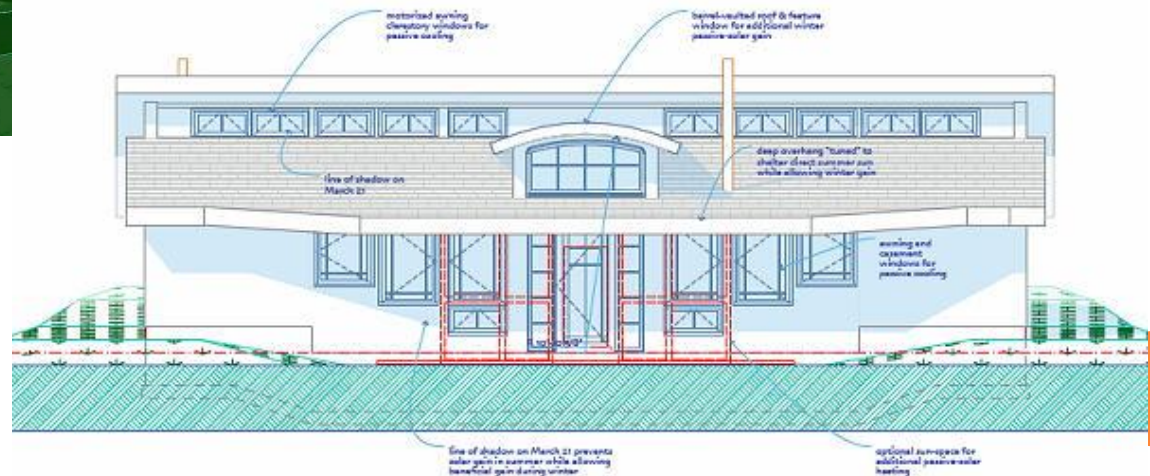 motorized awning
clerestory windows for
passive cooling
barrel-vaulted roof & feature
window for additional winter
passive-solar gain
deep overhang "tuned" to
shelter direct summer sun
while allowing winter gain
line of shadow on
March 21
awning and
casement
windows for
passive cooling
line of shadow on March 21 prevents
solar gain in summer while allowing
beneficial gain during winter
optional sun-space for
additional passive-solar
heating